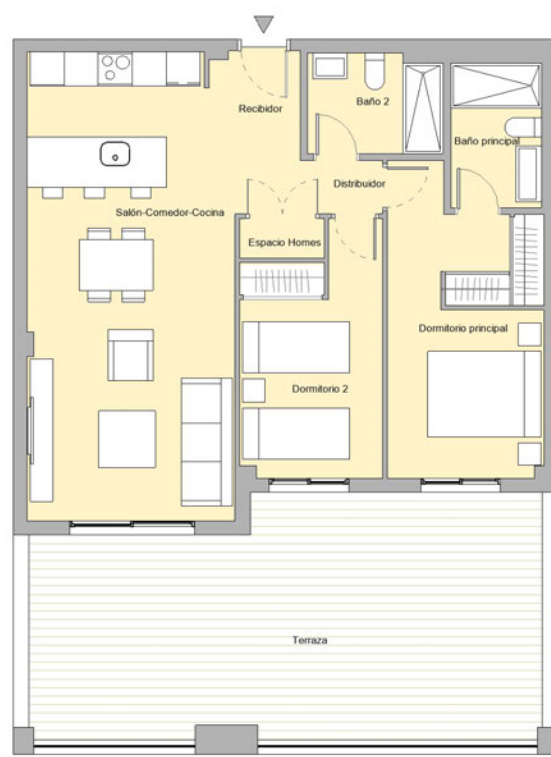 Baño 2
Recibidor
Baño principal
Distribuidor
Salón-Comedor-Cocina
Espacio Homes
Dormitorio principal
Dormitorio 2
Terraza